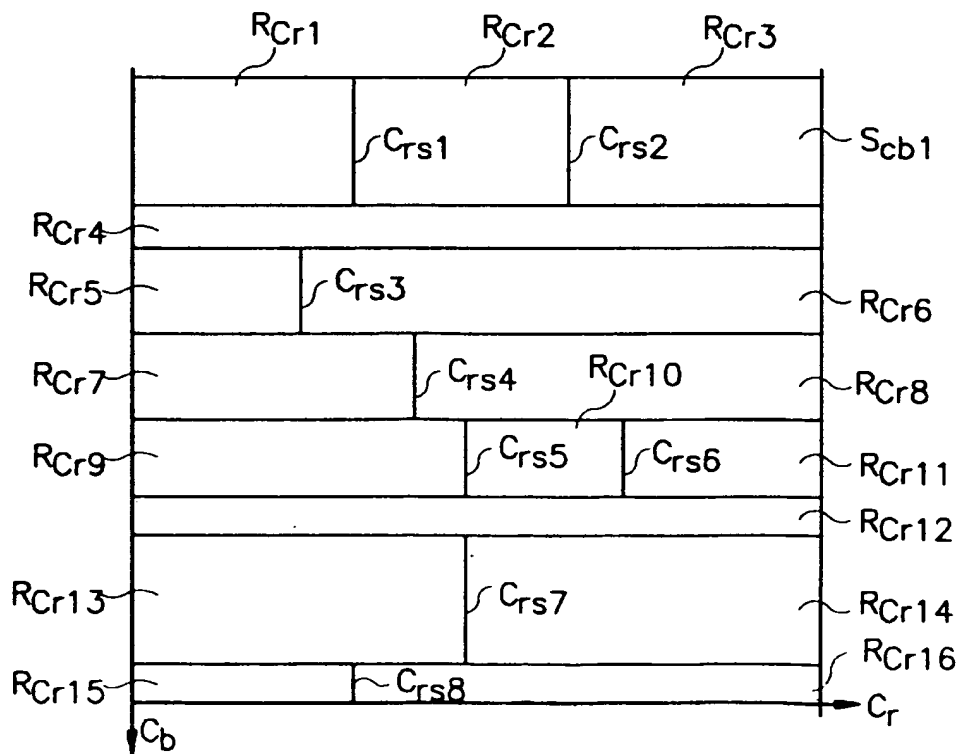 RCr1 RCr2 RCr3
Crs1 Crs2 Scb1
RCr4
RCr5 Crs3 RCr6
RCr7 Crs4 RCr10 RCr8
RCr9 Crs5 Crs6 RCr11
RCr12
RCr13 Crs7 RCr14
RCr16
RCr15 Crs8
Cr
Cb